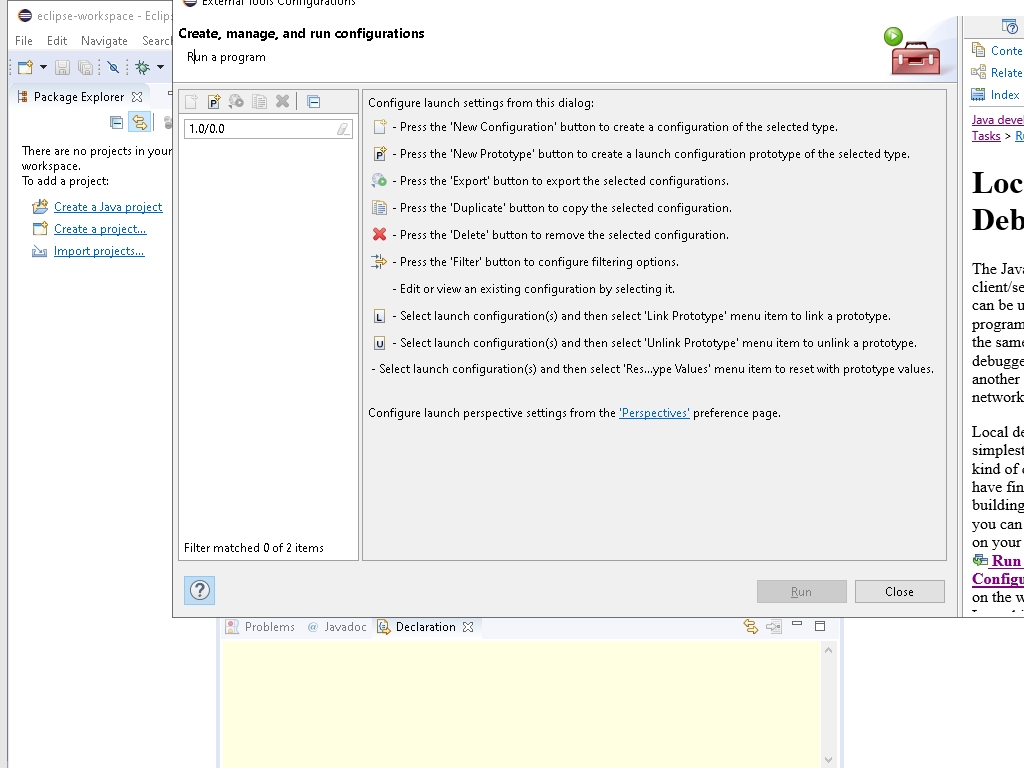 eclipse-workspace - Eclips
External Tools Configurations
File Edit Navigate Search
Create, manage, and run configurations
Run a program
Package Explorer
There are no projects in your
workspace.
To add a project:
Create a Java project
Create a project...
Import projects...
1.0/0.0
Filter matched 0 of 2 items
Configure launch settings from this dialog:
- Press the 'New Configuration' button to create a configuration of the selected type.
P - Press the 'New Prototype' button to create a launch configuration prototype of the selected type.
- Press the 'Export' button to export the selected configurations.
- Press the 'Duplicate' button to copy the selected configuration.
- Press the 'Delete' button to remove the selected configuration.
- Press the 'Filter' button to configure filtering options.
- Edit or view an existing configuration by selecting it.
L - Select launch configuration(s) and then select 'Link Prototype' menu item to link a prototype.
U - Select launch configuration(s) and then select 'Unlink Prototype' menu item to unlink a prototype.
- Select launch configuration(s) and then select 'Res...ype Values' menu item to reset with prototype values.
Configure launch perspective settings from the 'Perspectives' preference page.
Run Close
Conte
Relate
Index
Java deve
Tasks > Ru
Loc
Deb
The Java
client/se
can be u
program
the same
debugge
another
network
Local de
simplest
kind of d
have fin
building
you can
on your
Run
Configu
on the w
Problems @ Javadoc Declaration